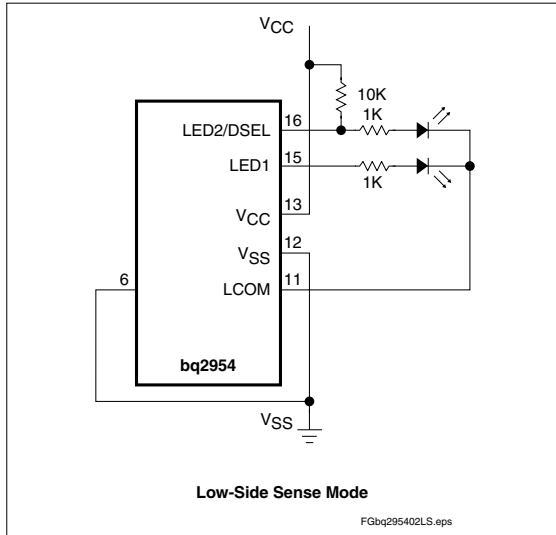 VCC
10K
16
1K
LED2/DSEL
15
LED1
1K
13
VCC
12
VSS
6
11
LCOM
bq2954
VSS
Low-Side Sense Mode
FGbq295402LS.eps